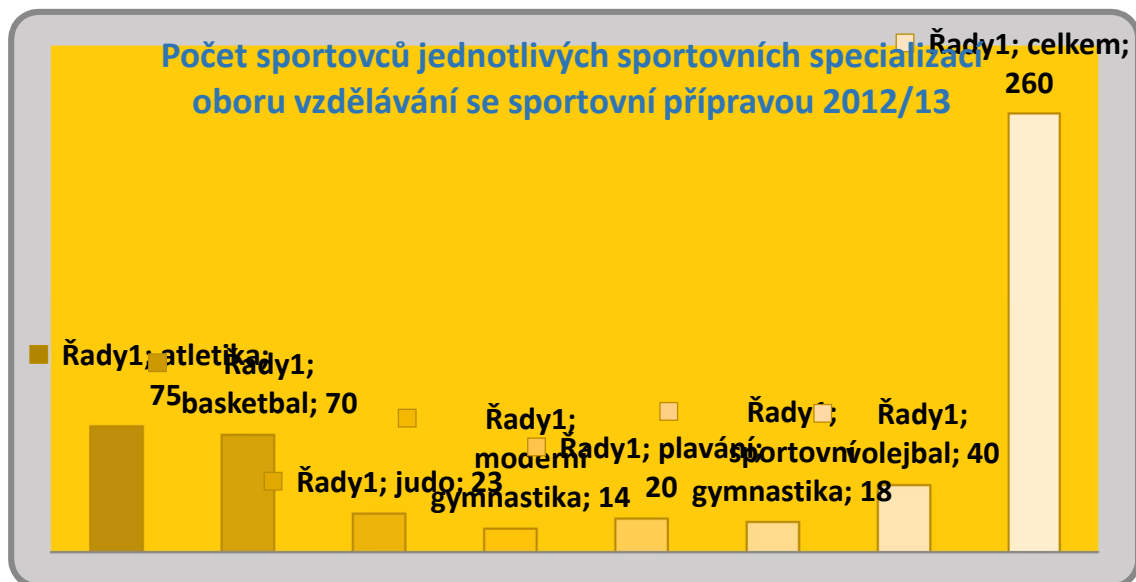 Počet sportovců jednotlivých sportovních specializací
oboru vzdělávání se sportovní přípravou 2012/13
Řady1; celkem;
260
Řady1; atletika;
75
Řady1;
basketbal; 70
Řady1; judo; 23
Řady1;
moderní
gymnastika; 14
Řady1; plavání;
20
Řady1;
sportovní
gymnastika; 18
Řady1;
volejbal; 40